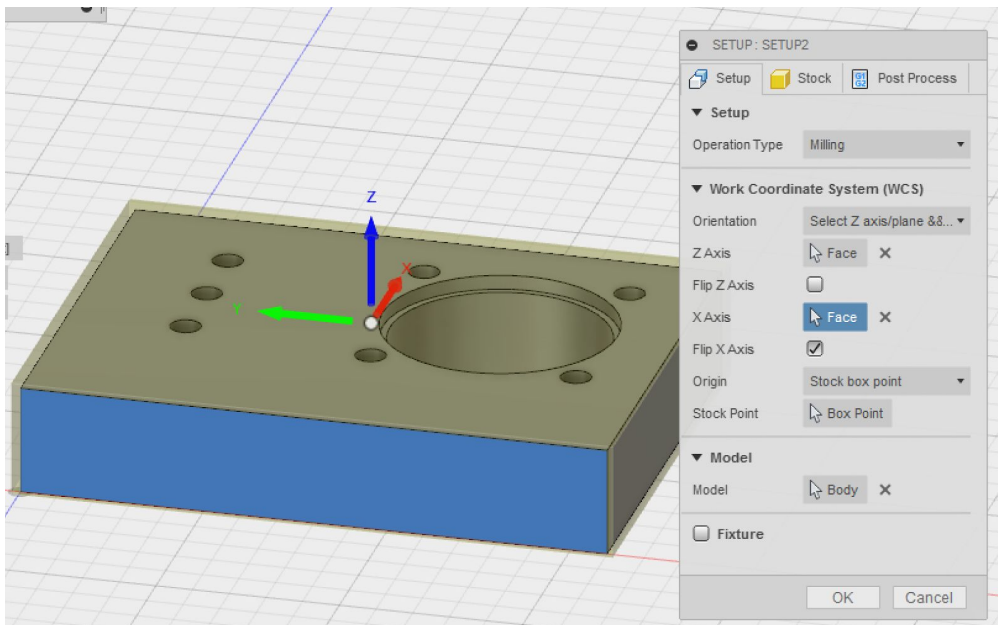 SETUP : SETUP2
Setup
Stock
G1
G2
Post Process
Setup
Operation Type
Milling
Work Coordinate System (WCS)
Orientation
Select Z axis/plane &&...
Z Axis
Face
Flip Z Axis
X Axis
Face
Flip X Axis
Origin
Stock box point
Stock Point
Box Point
Model
Model
Body
Fixture
OK
Cancel
Z
X
Y